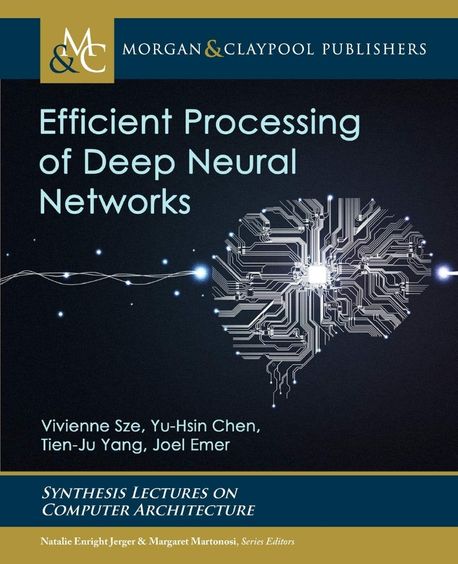 M
&C
MORGAN&CLAYPOOL PUBLISHERS
Efficient Processing
of Deep Neural
Networks
Vivienne Sze, Yu-Hsin Chen,
Tien-Ju Yang, Joel Emer
SYNTHESIS LECTURES ON
COMPUTER ARCHITECTURE
Natalie Enright Jerger & Margaret Martonosi, Series Editors